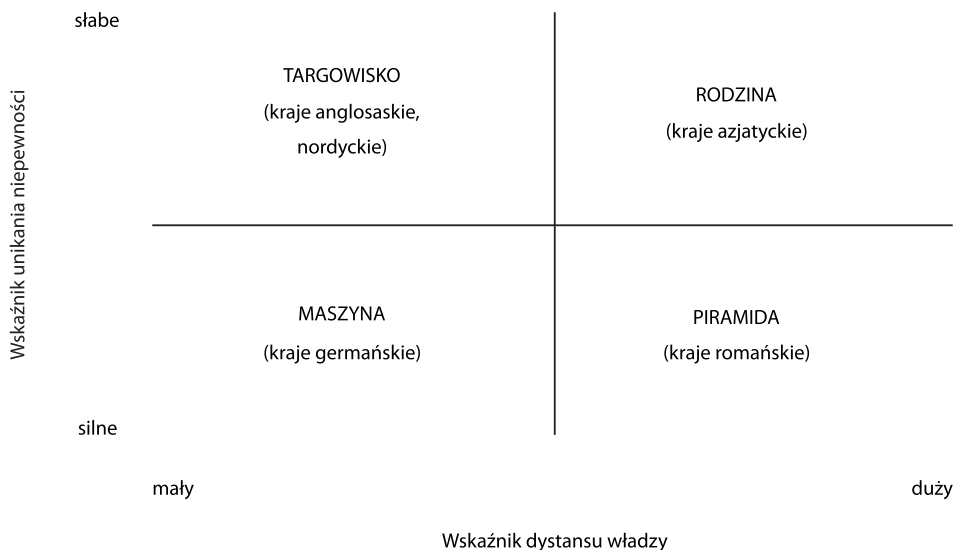 słabe
TARGOWISKO
(kraje anglosaskie,
nordyckie)
RODZINA
(kraje azjatyckie)
Wskaźnik unikania niepewności
MASZYNA
(kraje germańskie)
PIRAMIDA
(kraje romańskie)
silne
mały
duży
Wskaźnik dystansu władzy